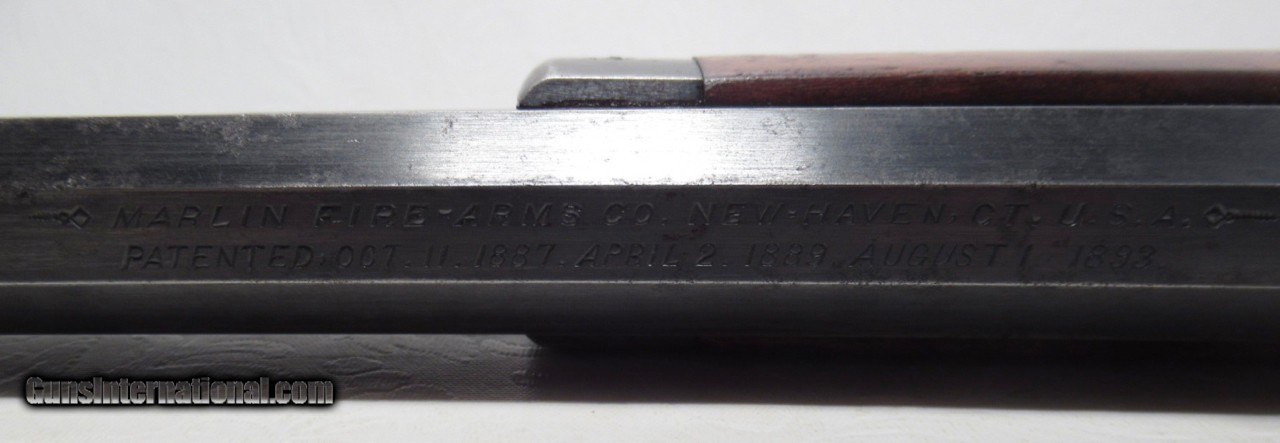 MARLIN FIRE-ARMS CO. NEW-HAVEN. CT. U.S.A.
PATENTED. OCT. 11. 1887. APRIL 2. 1889. AUGUST 1. 1893.
GunsInternational.com